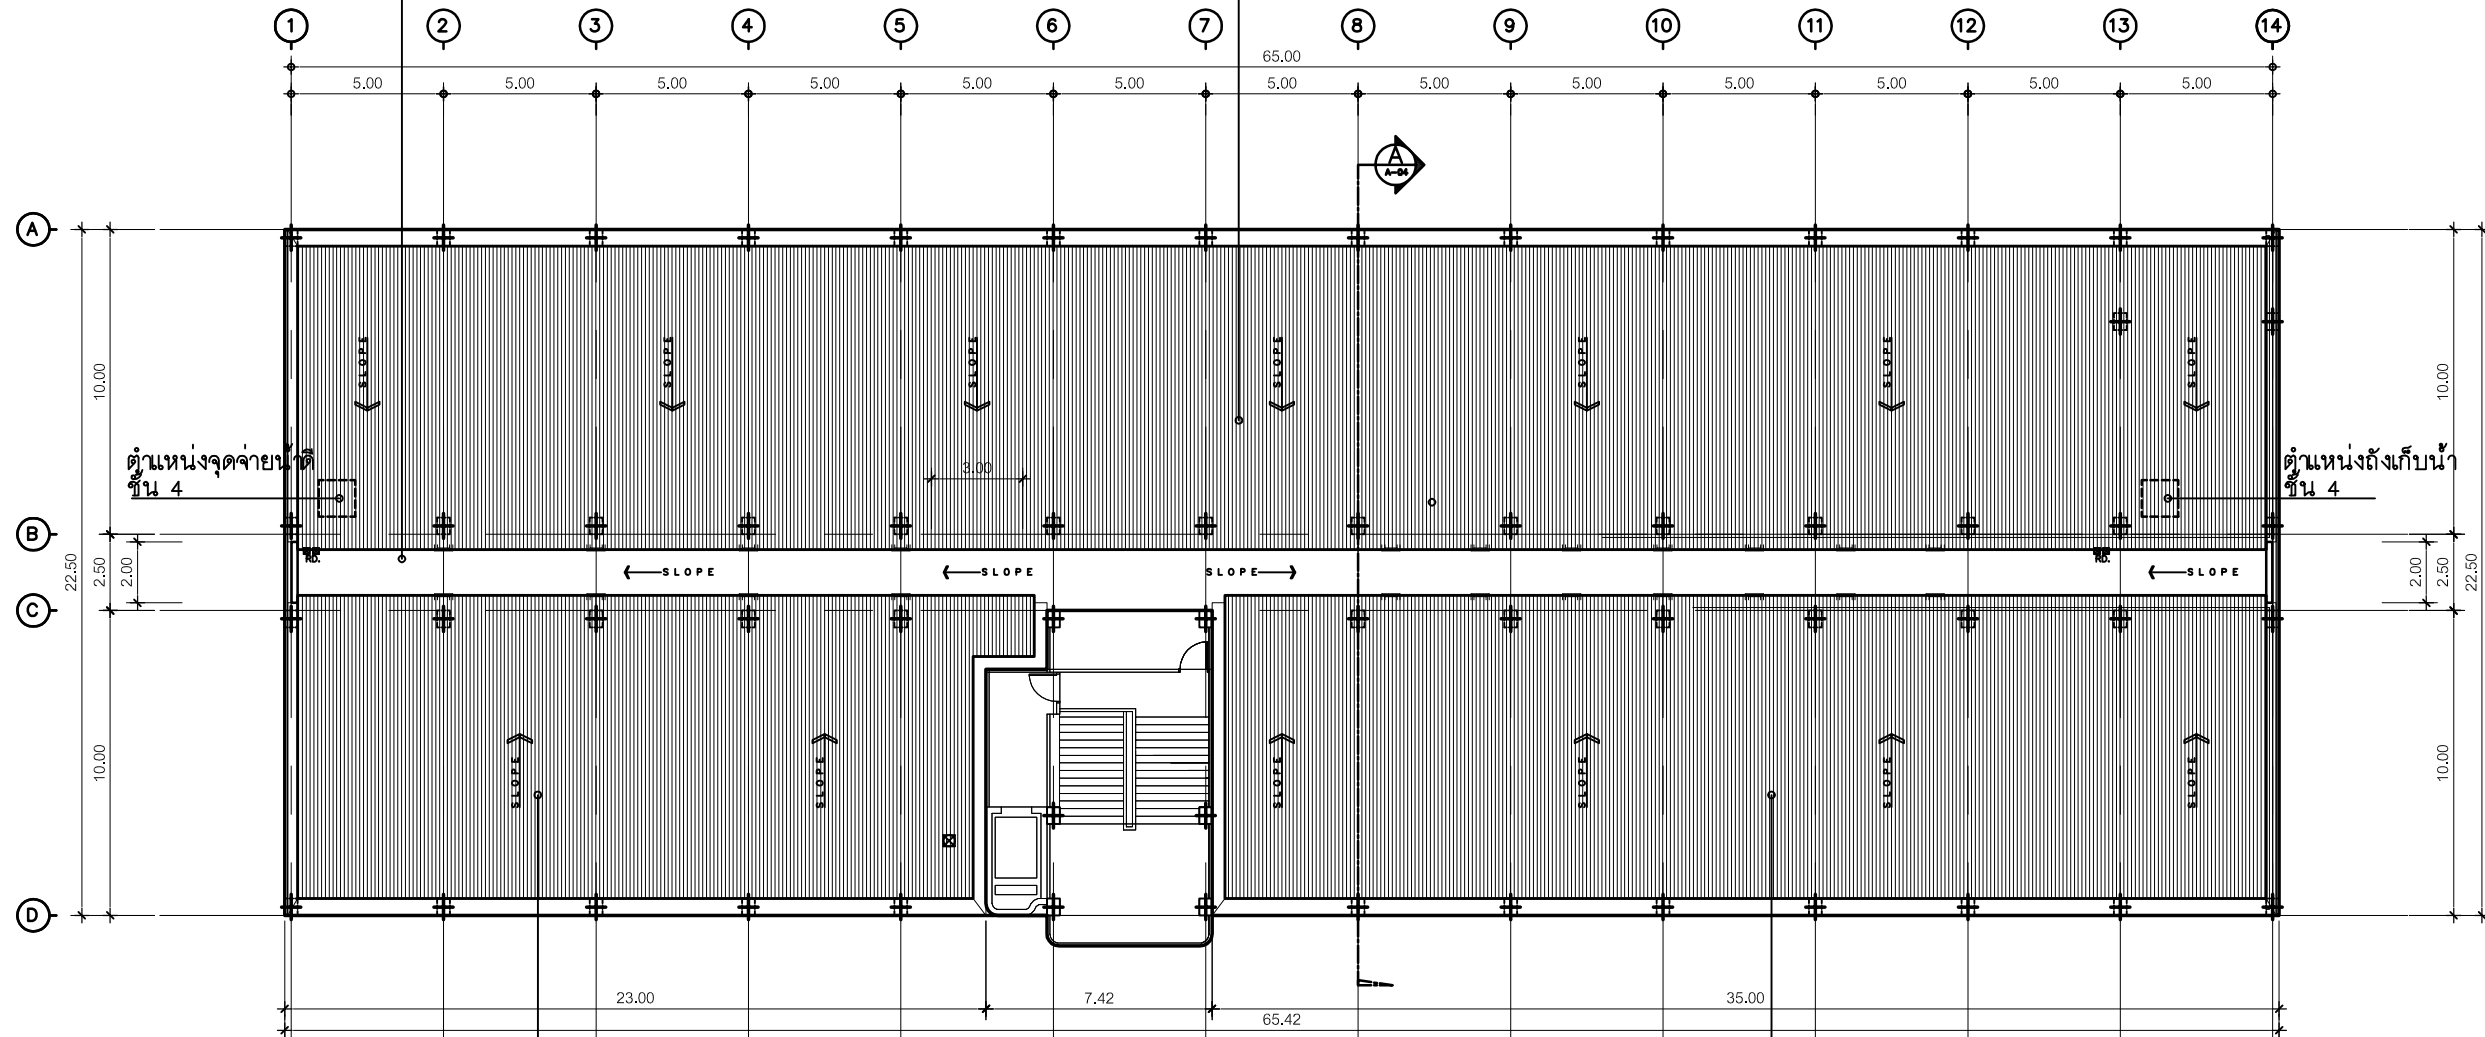 1 2 3 4 5 6 7 8 9 10 11 12 13 14
65.00
5.00 5.00 5.00 5.00 5.00 5.00 5.00 5.00 5.00 5.00 5.00 5.00 5.00
A
A-04
A
SLOPE SLOPE SLOPE SLOPE SLOPE SLOPE SLOPE
10.00 10.00
ตำแหน่งจุดจ่ายน้ำดี
ชั้น 4
3.00
ตำแหน่งถังเก็บน้ำ
ชั้น 4
B
RD. RD.
22.50 2.50 2.00 SLOPE SLOPE SLOPE SLOPE 2.00 2.50 22.50
C
10.00 SLOPE SLOPE SLOPE SLOPE SLOPE SLOPE 10.00
D
23.00 7.42 35.00
65.42